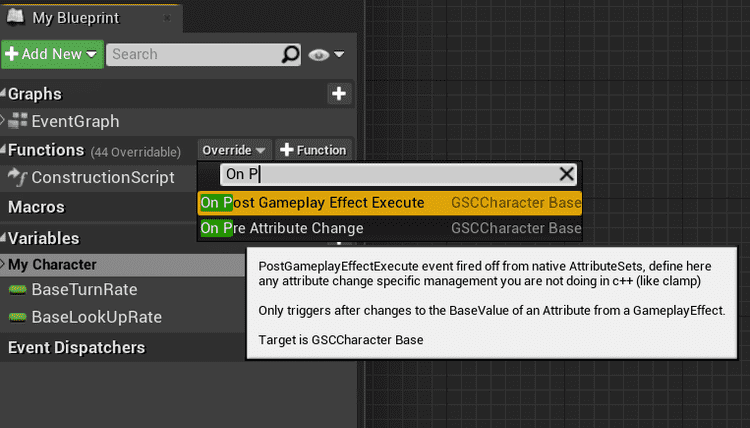 My Blueprint
Add New Search
Graphs
EventGraph
Functions (44 Overridable) Override Function
On P
ConstructionScript
On Post Gameplay Effect Execute GSCCharacter Base
Macros
On Pre Attribute Change GSCCharacter Base
Variables
My Character
PostGameplayEffectExecute event fired off from native AttributeSets, define here
any attribute change specific management you are not doing in c++ (like clamp)
BaseTurnRate
Only triggers after changes to the BaseValue of an Attribute from a GameplayEffect.
BaseLookUpRate
Target is GSCCharacter Base
Event Dispatchers